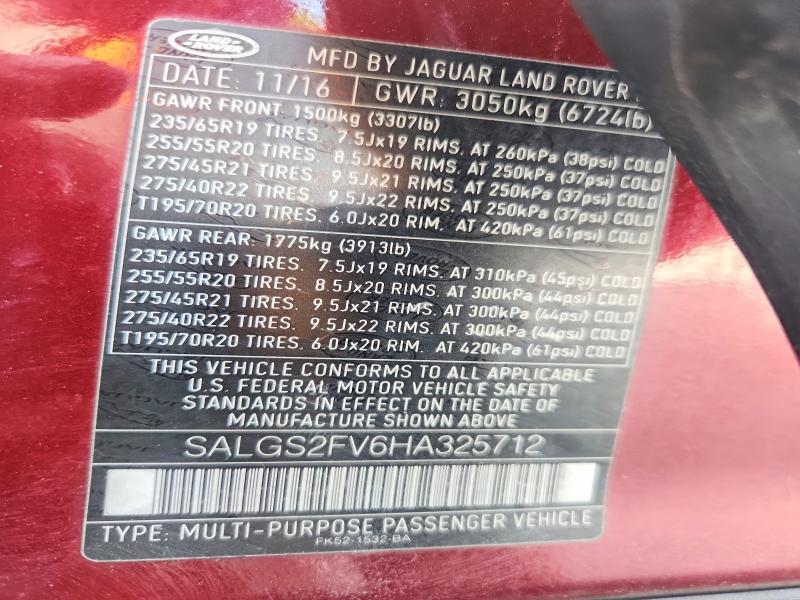 LAND ROVER
MFD BY JAGUAR LAND ROVER
DATE: 11/16 GWR: 3050kg (6724lb)
GAWR FRONT: 1500kg (3307lb)
235/65R19 TIRES. 7.5Jx19 RIMS. AT 260kPa (38psi) COLD
255/55R20 TIRES. 8.5Jx20 RIMS. AT 250kPa (37psi) COLD
275/45R21 TIRES. 9.5Jx21 RIMS. AT 250kPa (37psi) COLD
275/40R22 TIRES. 9.5Jx22 RIMS. AT 250kPa (37psi) COLD
T195/70R20 TIRES. 6.0Jx20 RIM. AT 420kPa (61psi) COLD
GAWR REAR: 1775kg (3913lb)
235/65R19 TIRES. 7.5Jx19 RIMS. AT 310kPa (45psi) COLD
255/55R20 TIRES. 8.5Jx20 RIMS. AT 300kPa (44psi) COLD
275/45R21 TIRES. 9.5Jx21 RIMS. AT 300kPa (44psi) COLD
275/40R22 TIRES. 9.5Jx22 RIMS. AT 300kPa (44psi) COLD
T195/70R20 TIRES. 6.0Jx20 RIM. AT 420kPa (61psi) COLD
THIS VEHICLE CONFORMS TO ALL APPLICABLE
U.S. FEDERAL MOTOR VEHICLE SAFETY
STANDARDS IN EFFECT ON THE DATE OF
MANUFACTURE SHOWN ABOVE
SALGS2FV6HA325712
TYPE: MULTI-PURPOSE PASSENGER VEHICLE
FK52-1532-BA